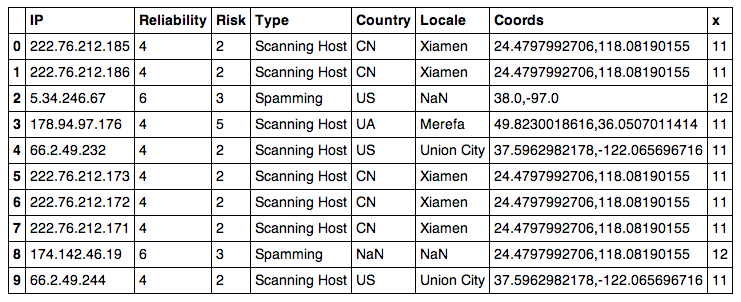 IP Reliability Risk Type Country Locale Coords x
0 222.76.212.185 4 2 Scanning Host CN Xiamen 24.4797992706,118.08190155 11
1 222.76.212.186 4 2 Scanning Host CN Xiamen 24.4797992706,118.08190155 11
2 5.34.246.67 6 3 Spamming US NaN 38.0,-97.0 12
3 178.94.97.176 4 5 Scanning Host UA Merefa 49.8230018616,36.0507011414 11
4 66.2.49.232 4 2 Scanning Host US Union City 37.5962982178,-122.065696716 11
5 222.76.212.173 4 2 Scanning Host CN Xiamen 24.4797992706,118.08190155 11
6 222.76.212.172 4 2 Scanning Host CN Xiamen 24.4797992706,118.08190155 11
7 222.76.212.171 4 2 Scanning Host CN Xiamen 24.4797992706,118.08190155 11
8 174.142.46.19 6 3 Spamming NaN NaN 24.4797992706,118.08190155 12
9 66.2.49.244 4 2 Scanning Host US Union City 37.5962982178,-122.065696716 11